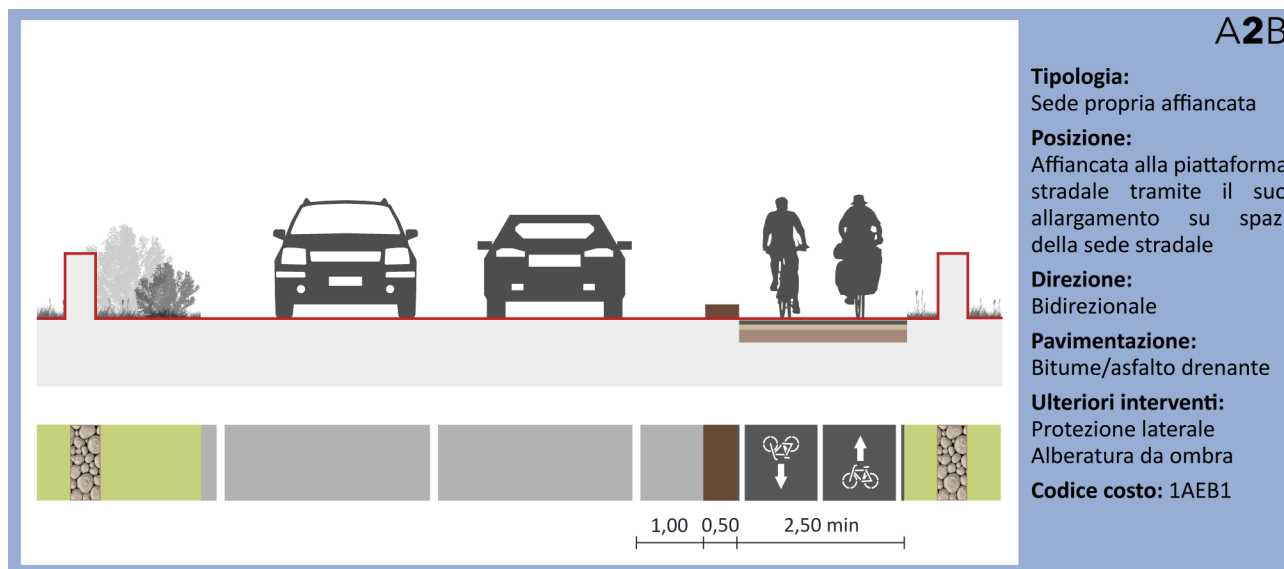 A2B
Tipologia:
Sede propria affiancata
Posizione:
Affiancata alla piattaforma
stradale tramite il suo
allargamento su spaz
della sede stradale
Direzione:
Bidirezionale
Pavimentazione:
Bitume/asfalto drenante
Ulteriori interventi:
Protezione laterale
Alberatura da ombra
Codice costo: 1AEB1
1,00 0,50 2,50 min